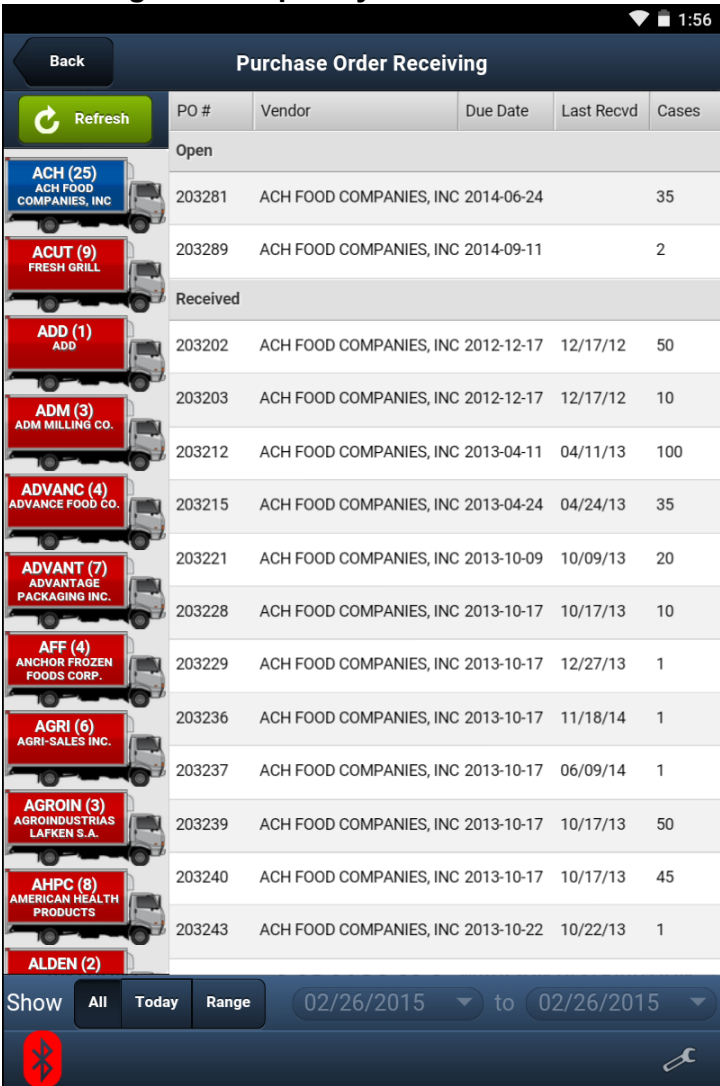 1:56
Back
Purchase Order Receiving
Refresh
PO # Vendor Due Date Last Recvd Cases
ACH (25)
ACH FOOD
COMPANIES, INC
ACUT (9)
FRESH GRILL
ADD (1)
ADD
ADM (3)
ADM MILLING CO.
ADVANC (4)
ADVANCE FOOD CO.
ADVANT (7)
ADVANTAGE
PACKAGING INC.
AFF (4)
ANCHOR FROZEN
FOODS CORP.
AGRI (6)
AGRI-SALES INC.
AGROIN (3)
AGROINDUSTRIAS
LAFKEN S.A.
AHPC (8)
AMERICAN HEALTH
PRODUCTS
ALDEN (2)
Open
203281 ACH FOOD COMPANIES, INC 2014-06-24 35
203289 ACH FOOD COMPANIES, INC 2014-09-11 2
Received
203202 ACH FOOD COMPANIES, INC 2012-12-17 12/17/12 50
203203 ACH FOOD COMPANIES, INC 2012-12-17 12/17/12 10
203212 ACH FOOD COMPANIES, INC 2013-04-11 04/11/13 100
203215 ACH FOOD COMPANIES, INC 2013-04-24 04/24/13 35
203221 ACH FOOD COMPANIES, INC 2013-10-09 10/09/13 20
203228 ACH FOOD COMPANIES, INC 2013-10-17 10/17/13 10
203229 ACH FOOD COMPANIES, INC 2013-10-17 12/27/13 1
203236 ACH FOOD COMPANIES, INC 2013-10-17 11/18/14 1
203237 ACH FOOD COMPANIES, INC 2013-10-17 06/09/14 1
203239 ACH FOOD COMPANIES, INC 2013-10-17 10/17/13 50
203240 ACH FOOD COMPANIES, INC 2013-10-17 10/17/13 45
203243 ACH FOOD COMPANIES, INC 2013-10-22 10/22/13 1
Show All Today Range 02/26/2015 to 02/26/2015